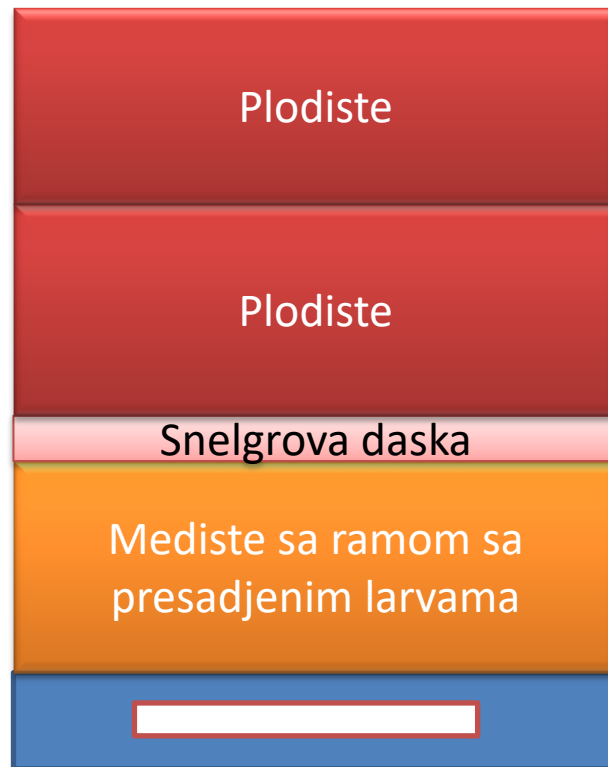 Plodiste
Plodiste
Snelgrova daska
Mediste sa ramom sa
presadjenim larvama